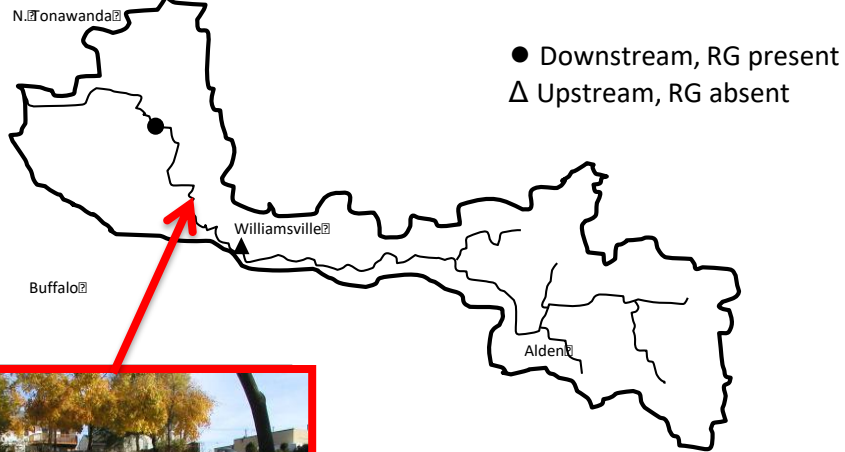 N.⍰Tonawanda⍰
● Downstream, RG present
Δ Upstream, RG absent
Williamsville⍰
Buffalo⍰
Alden⍰